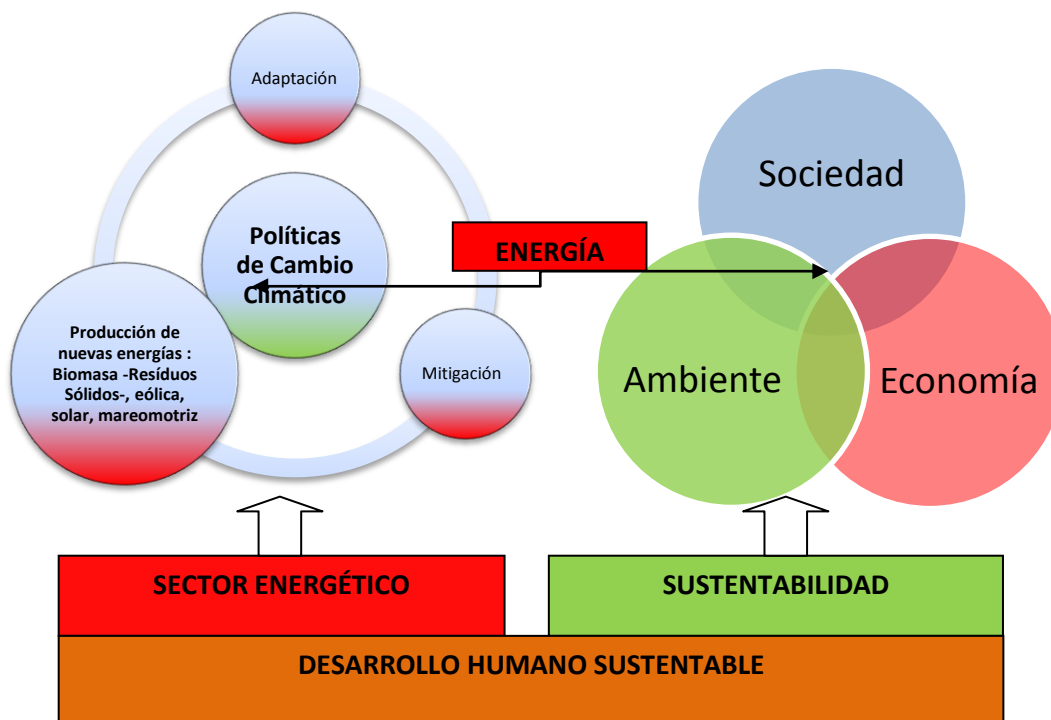 Adaptación
Políticas
de Cambio
Climático
Producción de
nuevas energías :
Biomasa -Resíduos
Sólidos-, eólica,
solar, mareomotriz
Mitigación
ENERGÍA
Sociedad
Ambiente
Economía
SECTOR ENERGÉTICO
SUSTENTABILIDAD
DESARROLLO HUMANO SUSTENTABLE